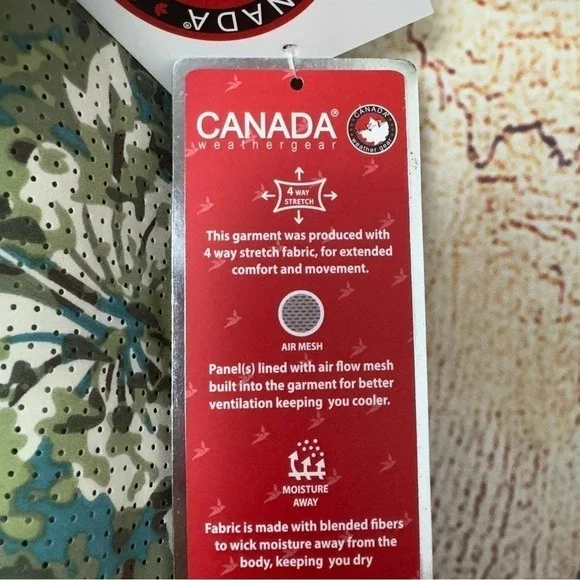 CANADA
CANADA®
weathergear
CANADA
weather gear
4 WAY
STRETCH
This garment was produced with
4 way stretch fabric, for extended
comfort and movement.
AIR MESH
Panel(s) lined with air flow mesh
built into the garment for better
ventilation keeping you cooler.
MOISTURE
AWAY
Fabric is made with blended fibers
to wick moisture away from the
body, keeping you dry